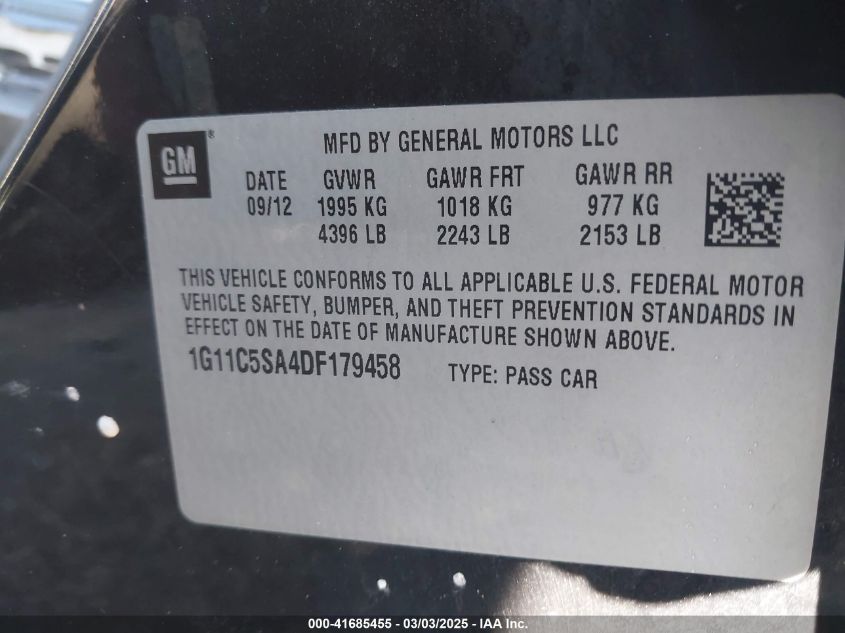 GM®
MFD BY GENERAL MOTORS LLC
DATE GVWR GAWR FRT GAWR RR
09/12 1995 KG 1018 KG 977 KG
4396 LB 2243 LB 2153 LB
THIS VEHICLE CONFORMS TO ALL APPLICABLE U.S. FEDERAL MOTOR
VEHICLE SAFETY, BUMPER, AND THEFT PREVENTION STANDARDS IN
EFFECT ON THE DATE OF MANUFACTURE SHOWN ABOVE.
1G11C5SA4DF179458 TYPE: PASS CAR
000-41685455 - 03/03/2025 - IAA Inc.